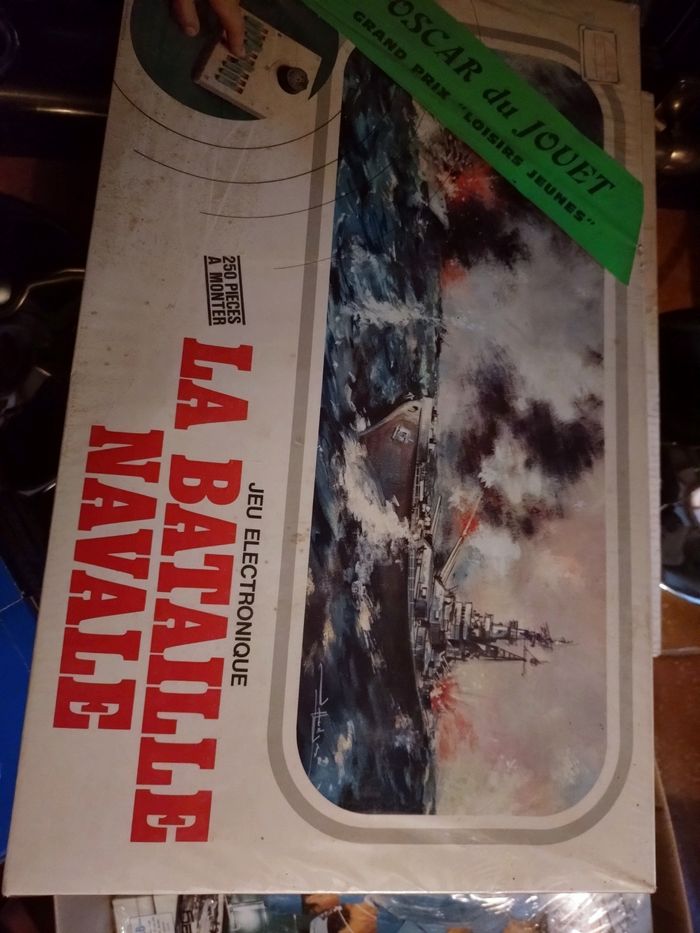 OSCAR du JOUET
GRAND PRIX "LOISIRS JEUNES"
250 PIECES
A MONTER
JEU ELECTRONIQUE
LA BATAILLE
NAVALE